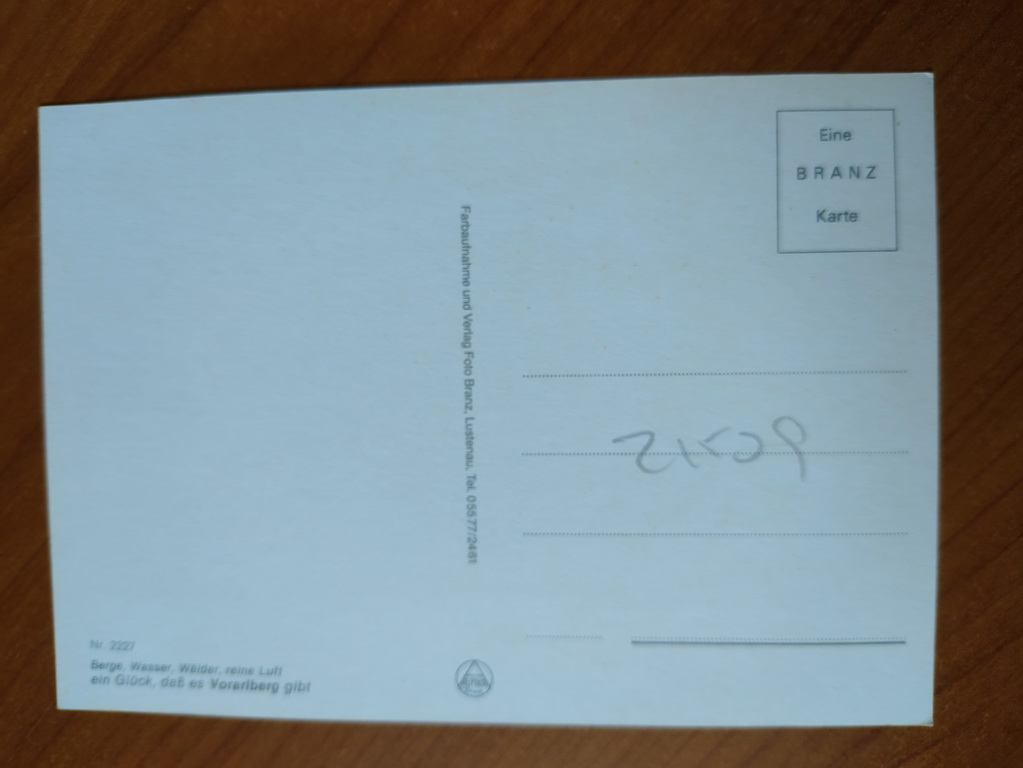 Eine
BRANZ
Karte
Farbaufnahme und Verlag Foto Branz, Lustenau, Tel. 05577/2461
Nr. 2227
Berge, Wasser, Wälder, reine Luft
ein Glück, daß es Vorarlberg gibt